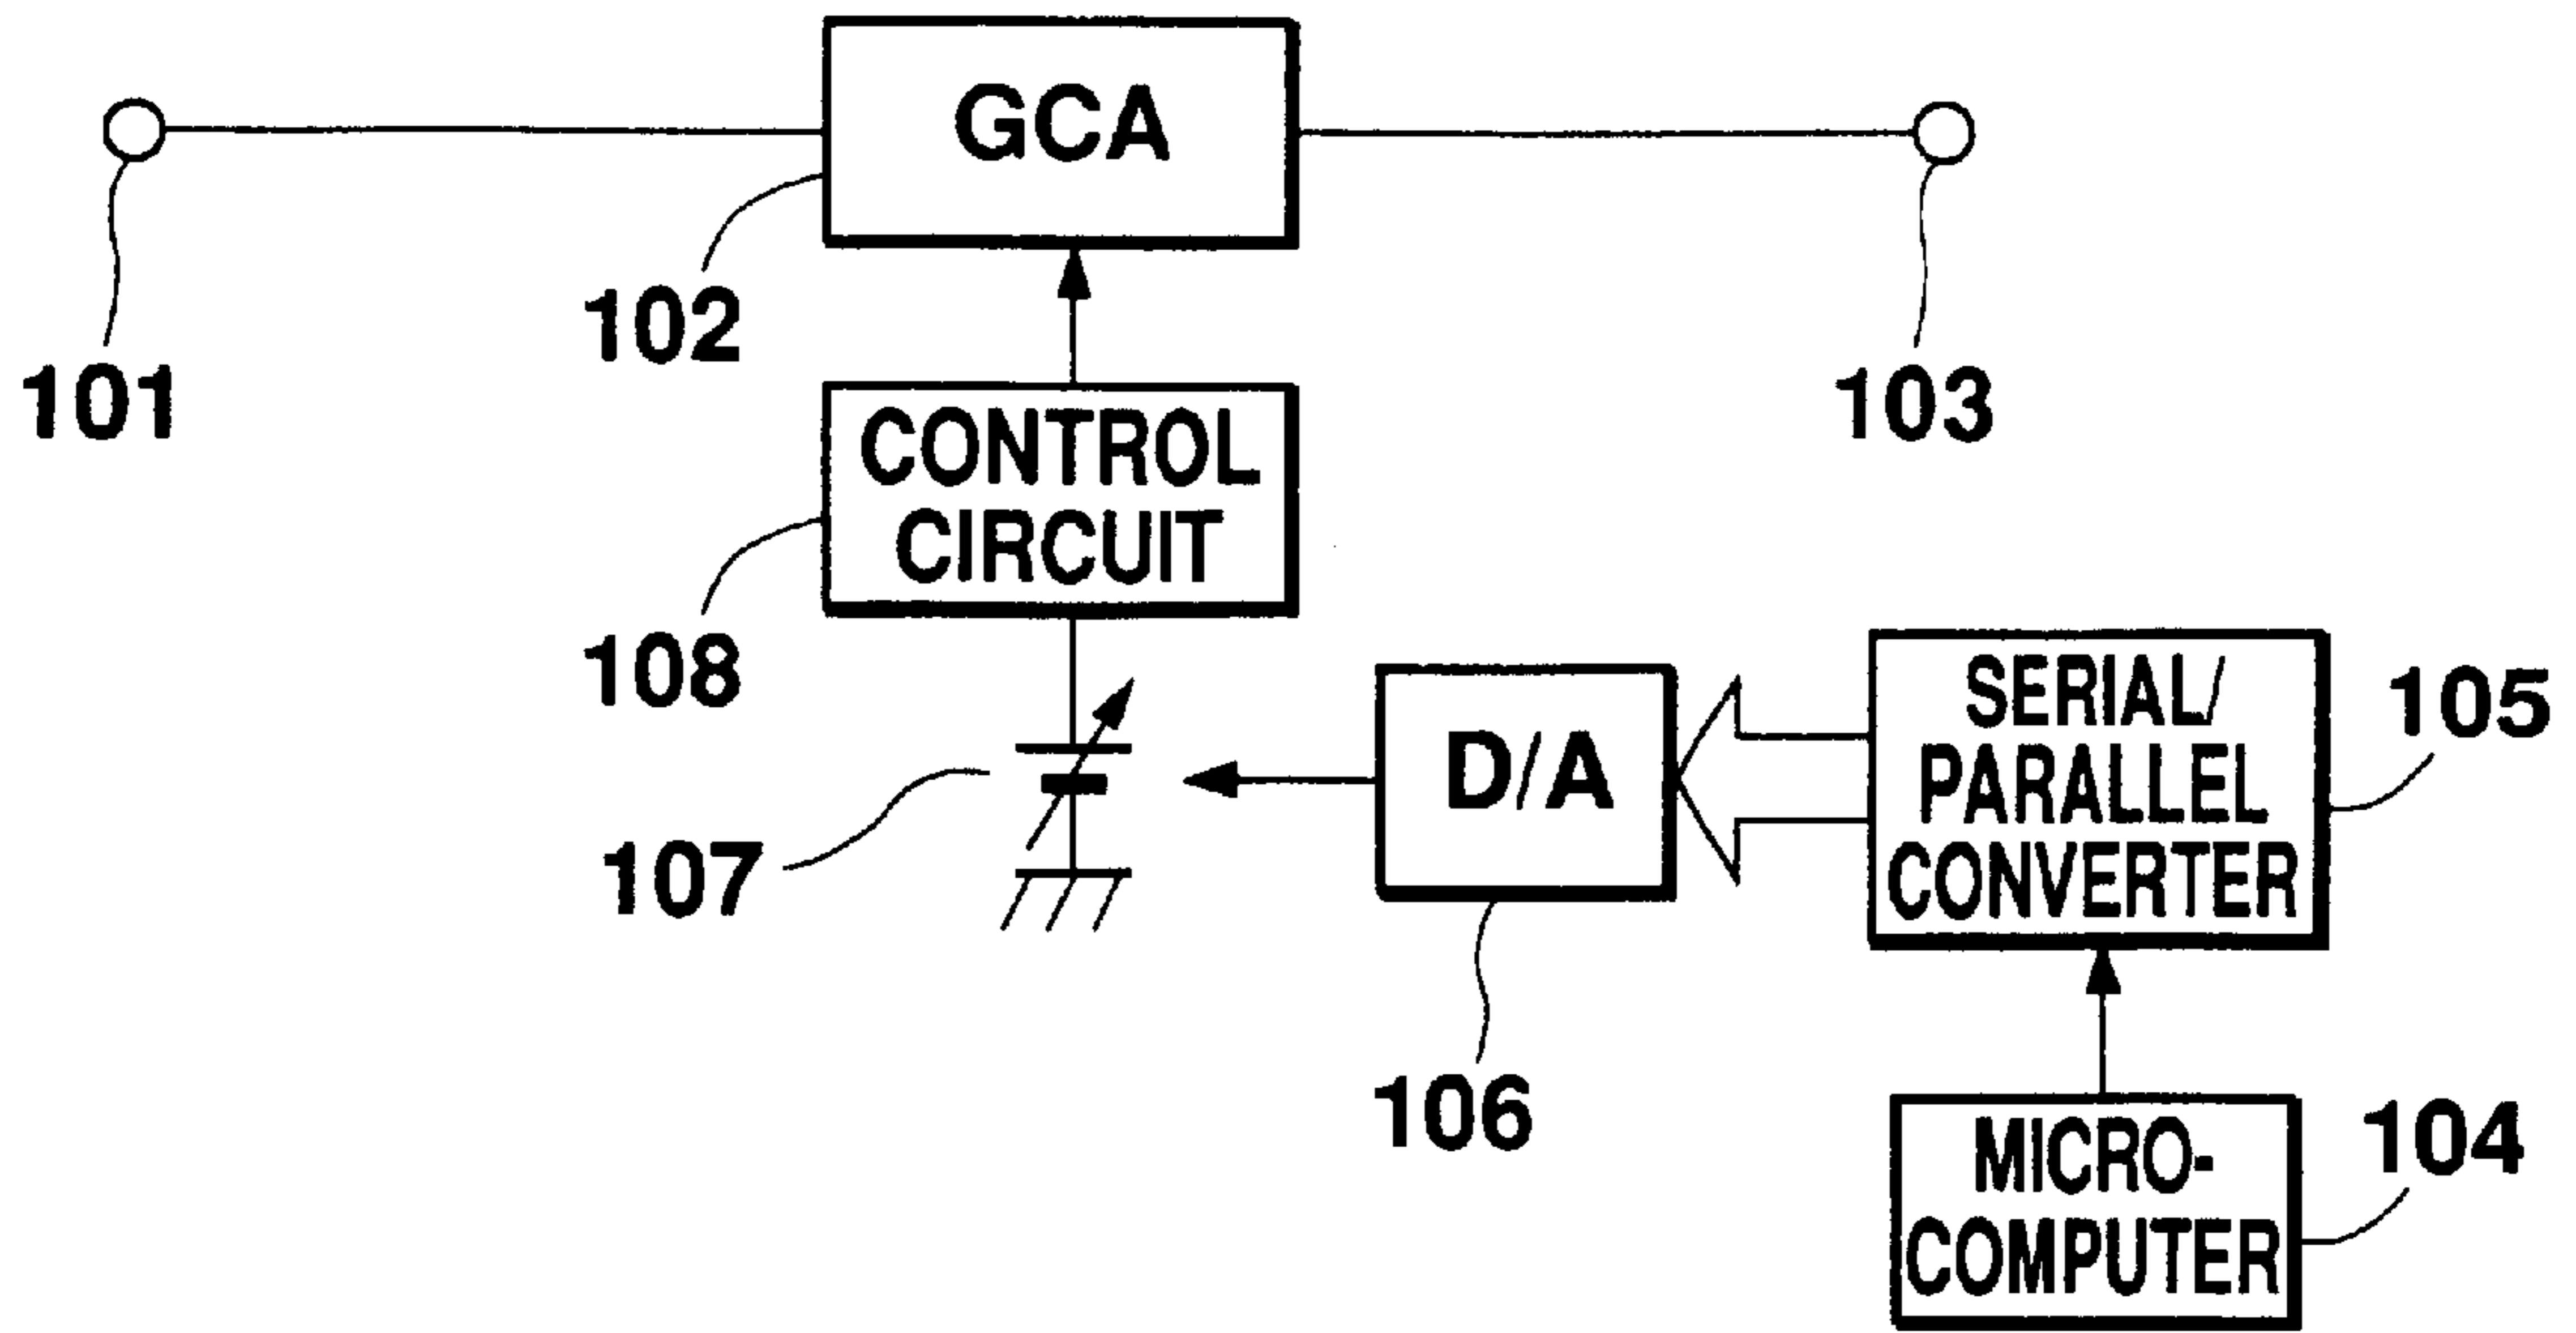 GCA
102
101
103
CONTROL
CIRCUIT
108
SERIAL/
PARALLEL
CONVERTER
105
D/A
107
106
MICRO-
COMPUTER
104